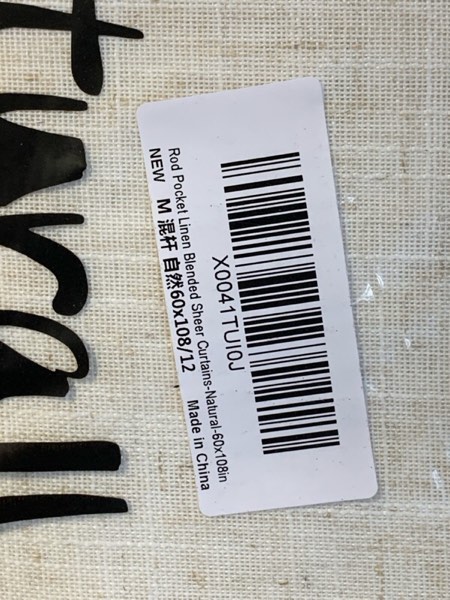 X0041TUI0J
Rod Pocket Linen Blended Sheer Curtains-Natural-60x108in
NEW M 混杆 自然60x108/12 Made in China